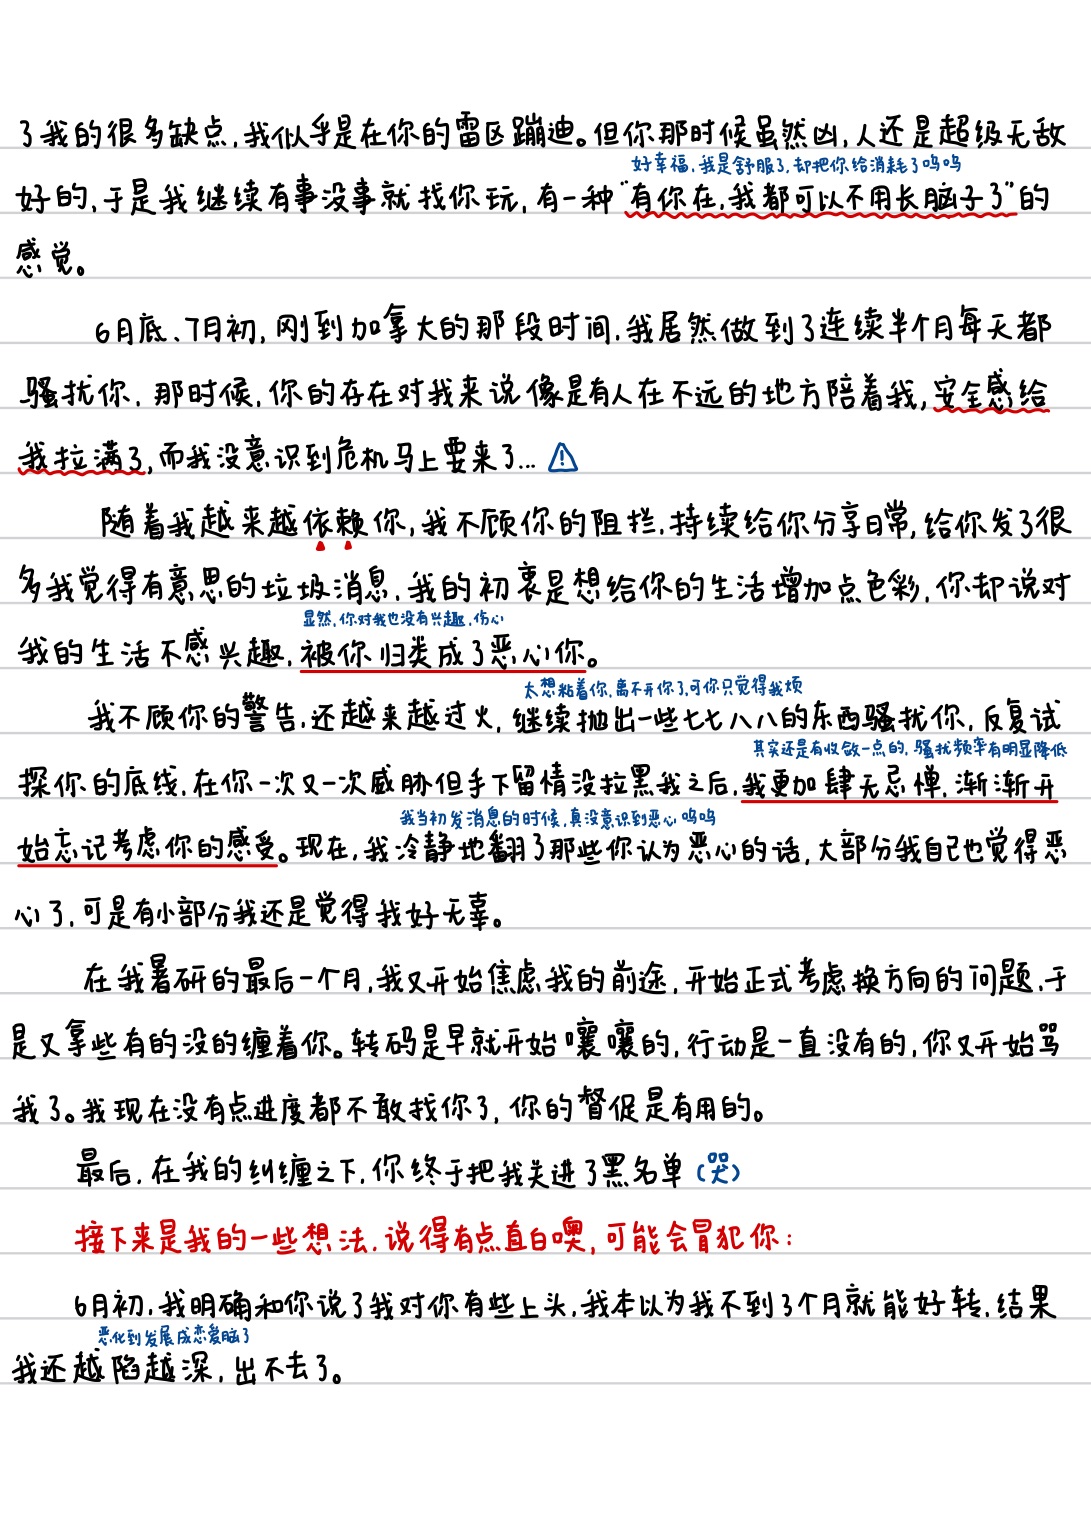 了我的很多缺点,我似乎是在你的雷区蹦迪。但你那时候虽然凶,人还是超级无敌
好幸福,我是舒服了,却把你给消耗了呜呜
好的,于是我继续有事没事就找你玩,有一种“有你在,我都可以不用长脑子了”的
感觉。
6月底、7月初,刚到加拿大的那段时间,我居然做到了连续半个月每天都
骚扰你,那时候,你的存在对我来说像是有人在不远的地方陪着我,安全感给
我拉满了,而我没意识到危机马上要来了...
随着我越来越依赖你,我不顾你的阻拦,持续给你分享日常,给你发了很
多我觉得有意思的垃圾消息,我的初衷是想给你的生活增加点色彩,你却说对
显然,你对我也没有兴趣,伤心
我的生活不感兴趣,被你归类成了恶心你。
太想粘着你,离不开你了,可你只觉得我烦
我不顾你的警告,还越来越过火,继续抛出一些七七八八的东西骚扰你,反复试
其实还是有收敛一点的,骚扰频率有明显降低
探你的底线,在你一次又一次威胁但手下留情没拉黑我之后,我更加肆无忌惮,渐渐开
我当初发消息的时候,真没意识到恶心呜呜
始忘记考虑你的感受。现在,我冷静地翻了那些你认为恶心的话,大部分我自己也觉得恶
心了,可是有小部分我还是觉得我好无辜。
在我暑研的最后一个月,我又开始焦虑我的前途,开始正式考虑换方向的问题,于
是又拿些有的没的缠着你。转码是早就开始嚷嚷的,行动是一直没有的,你又开始骂
我了。我现在没有点进度都不敢找你了,你的督促是有用的。
最后,在我的纠缠之下,你终于把我关进了黑名单(哭)
接下来是我的一些想法,说得有点直白噢,可能会冒犯你:
6月初,我明确和你说了我对你有些上头,我本以为我不到3个月就能好转,结果
恶化到发展成恋爱脑了
我还越陷越深,出不去了。